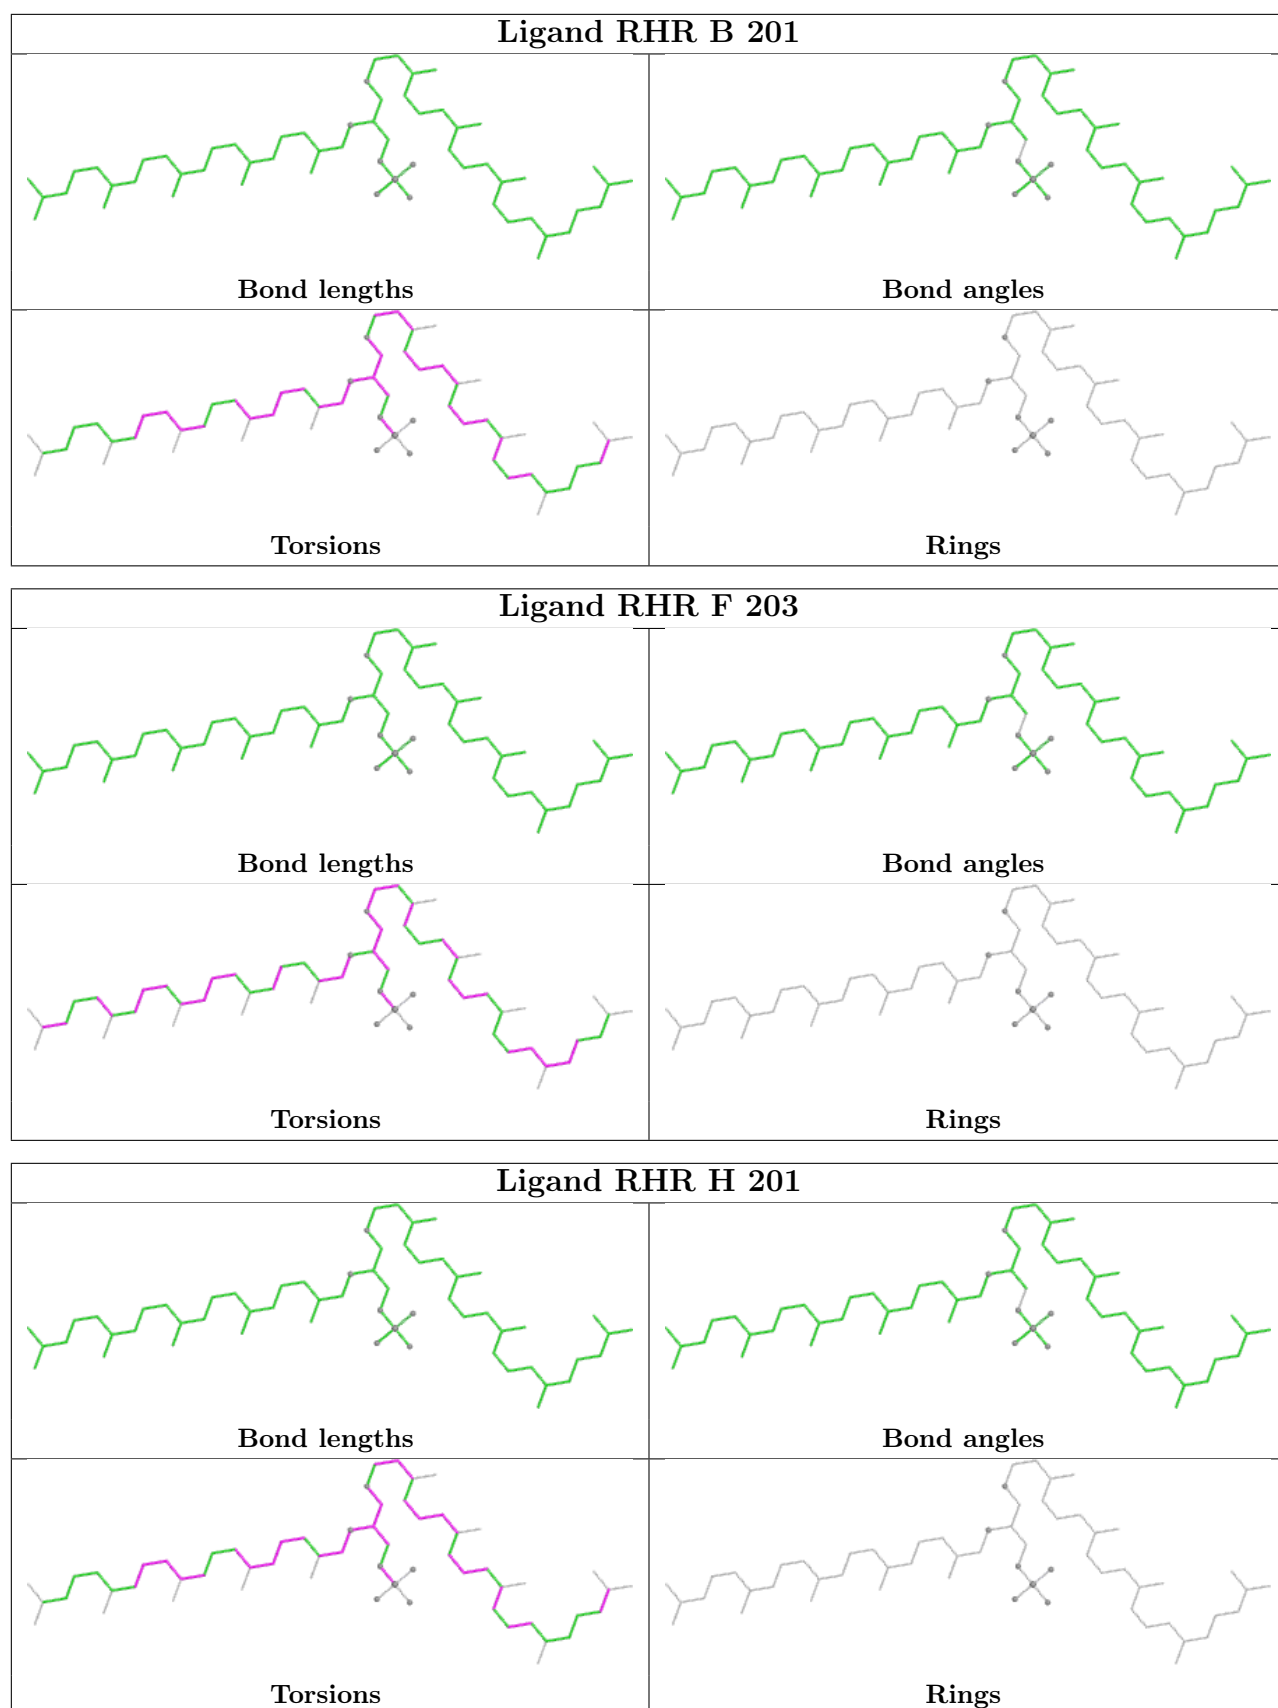 Ligand RHR B 201
Bond lengths
Bond angles
Torsions
Rings
Ligand RHR F 203
Bond lengths
Bond angles
Torsions
Rings
Ligand RHR H 201
Bond lengths
Bond angles
Torsions
Rings